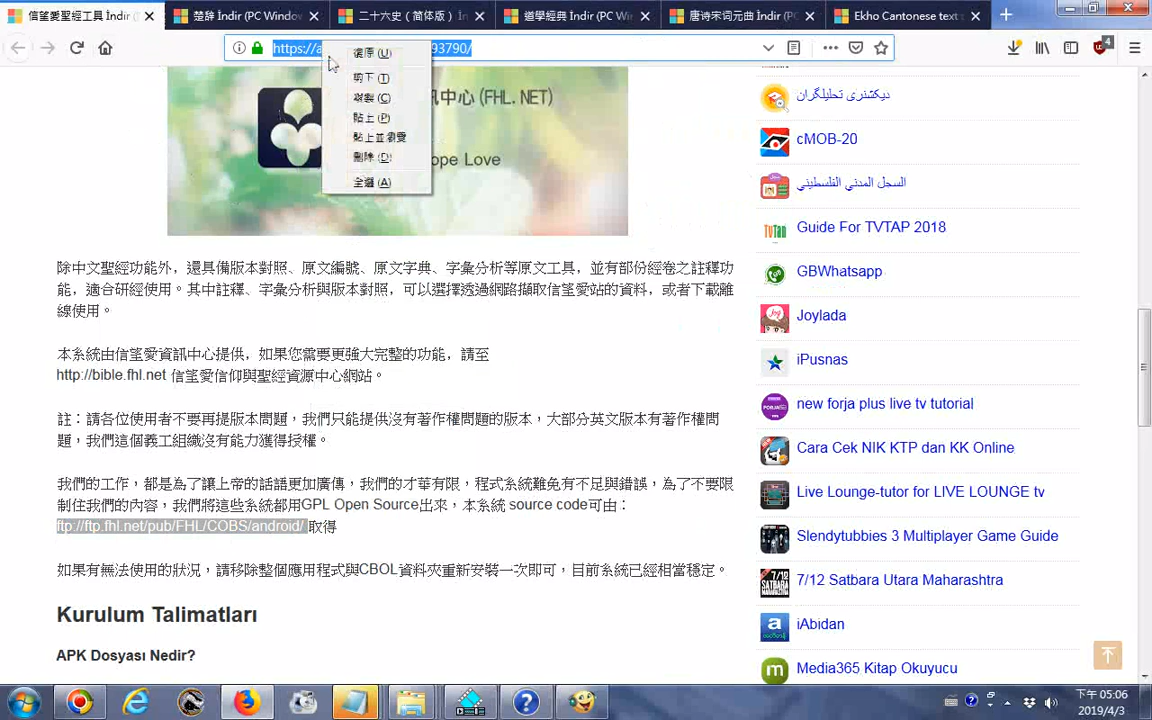 信望愛聖經工具 İndir (I
楚辞 İndir (PC Window
二十六史（简体版） İn
道學經典 İndir (PC Win
唐诗宋词元曲 İndir (PC
Ekho Cantonese text
https://a
93790/
復原 (U)
剪下 (T)
複製 (C)
貼上 (P)
貼上並瀏覽
刪除 (D)
全選 (A)
訊中心 (FHL. NET)
ope Love
除中文聖經功能外，還具備版本對照、原文編號、原文字典、字彙分析等原文工具，並有部份經卷之註釋功
能，適合研經使用。其中註釋、字彙分析與版本對照，可以選擇透過網路擷取信望愛站的資料，或者下載離
線使用。
本系統由信望愛資訊中心提供，如果您需要更強大完整的功能，請至
http://bible.fhl.net 信望愛信仰與聖經資源中心網站。
註：請各位使用者不要再提版本問題，我們只能提供沒有著作權問題的版本，大部分英文版本有著作權問
題，我們這個義工組織沒有能力獲得授權。
我們的工作，都是為了讓上帝的話語更加廣傳，我們的才華有限，程式系統難免有不足與錯誤，為了不要限
制住我們的內容，我們將這些系統都用GPL Open Source出來，本系統 source code可由：
ftp://ftp.fhl.net/pub/FHL/COBS/android/ 取得
如果有無法使用的狀況，請移除整個應用程式與CBOL資料夾重新安裝一次即可，目前系統已經相當穩定。
Kurulum Talimatları
APK Dosyası Nedir?
دیکشنری تحلیلگران
cMOB-20
السجل المدني الفلسطيني
Guide For TVTAP 2018
GBWhatsapp
Joylada
iPusnas
new forja plus live tv tutorial
Cara Cek NIK KTP dan KK Online
Live Lounge-tutor for LIVE LOUNGE tv
Slendytubbies 3 Multiplayer Game Guide
7/12 Satbara Utara Maharashtra
iAbidan
Media365 Kitap Okuyucu
4
下午 05:06
2019/4/3